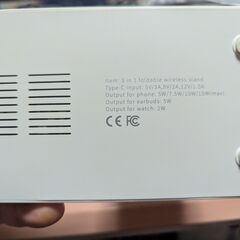 Item: 3 in 1 foldable wireless stand
Type-C input: 5V/3A,9V/2A,12V/1.5A
Output for phone: 5W/7.5W/10W/15W(max)
Output for earbuds: 5W
Output for watch: 2W
CE FC